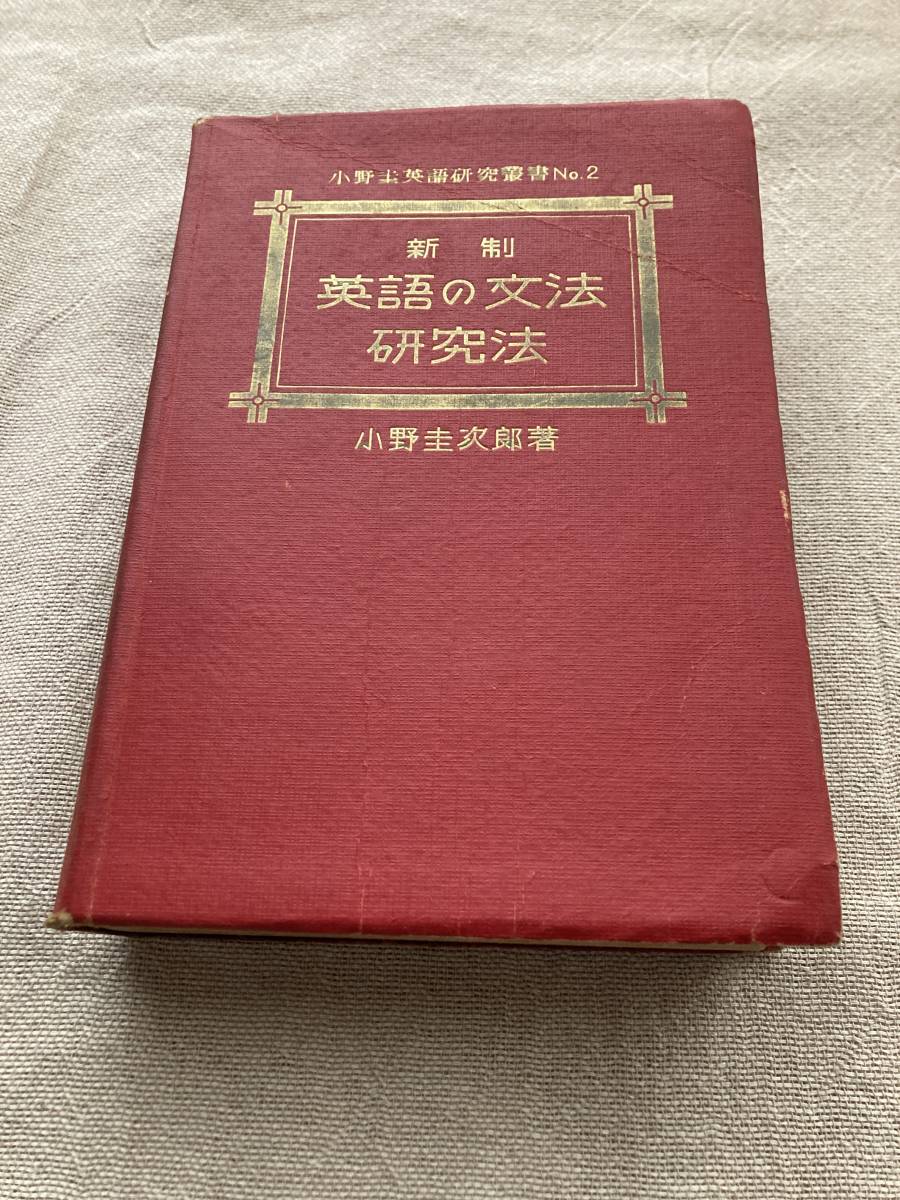 小野圭英語研究叢書No.2
新制
英語の文法
研究法
小野圭次郎著